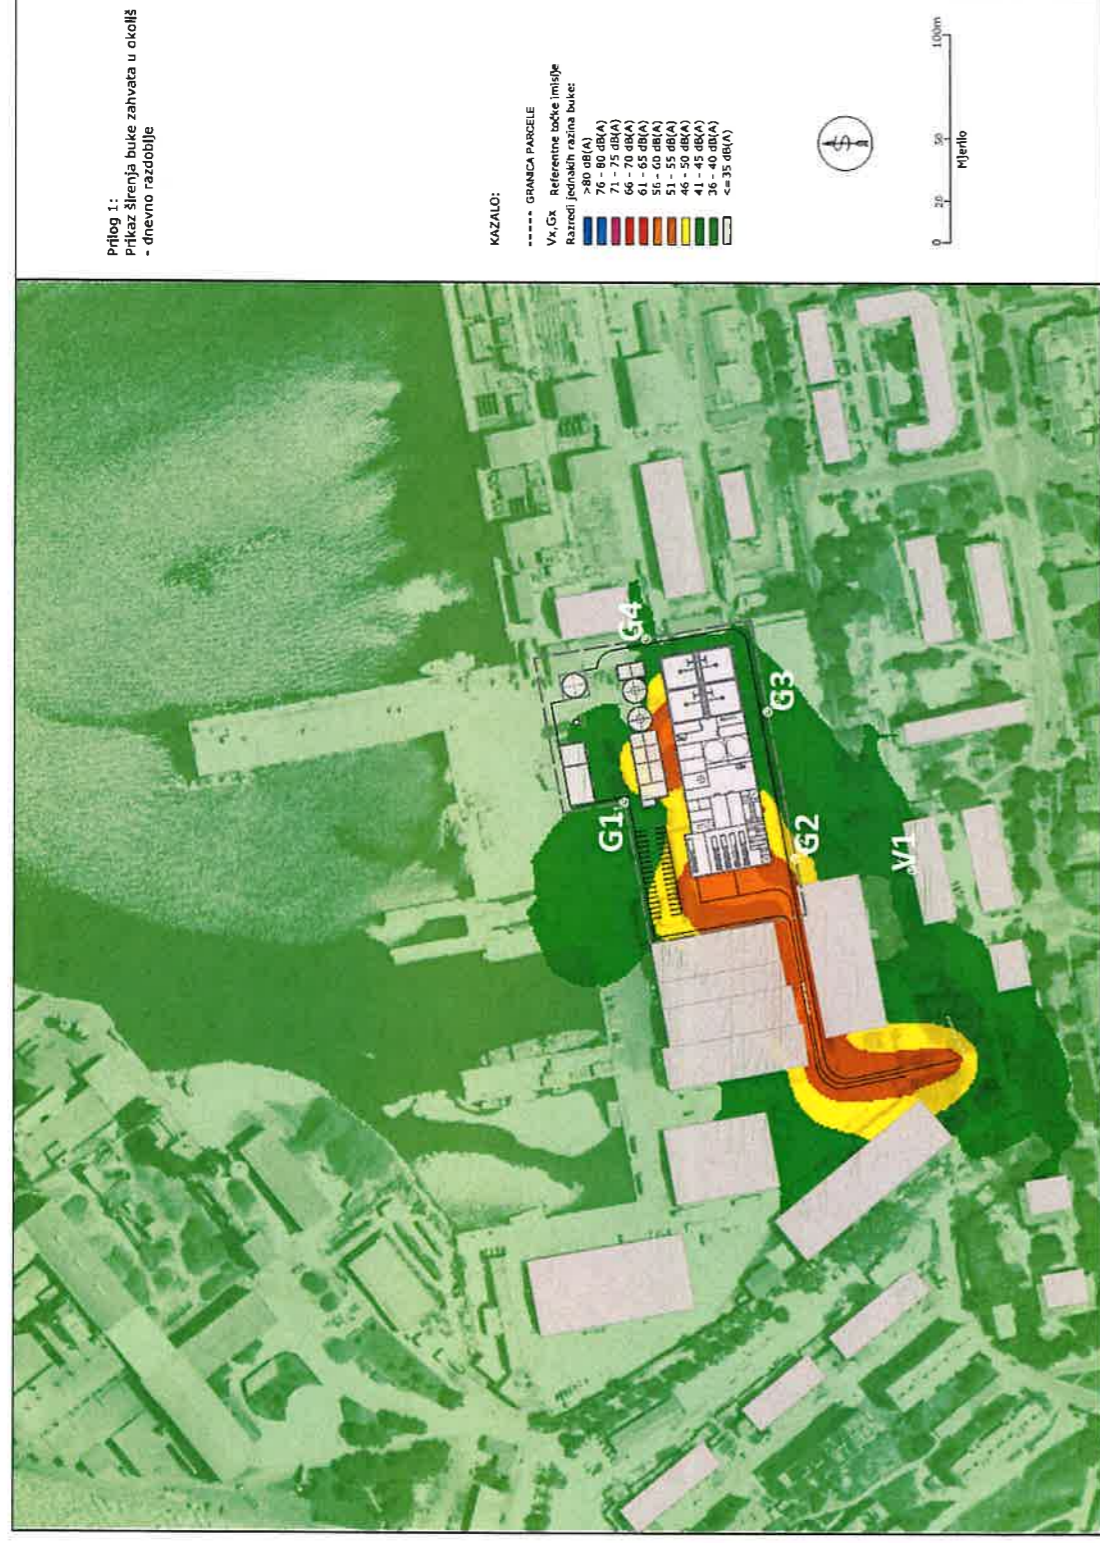 Prilog 1:
Prikaz širenja buke zahvata u okoliš
- dnevno razdoblje
KAZALO:
GRANICA PARCELE
Vx,Gx Referentne točke imisije
Razredi jednakih razina buke:
>80 dB(A)
76 - 80 dB(A)
71 - 75 dB(A)
66 - 70 dB(A)
61 - 65 dB(A)
56 - 60 dB(A)
51 - 55 dB(A)
46 - 50 dB(A)
41 - 45 dB(A)
36 - 40 dB(A)
<=35 dB(A)
0 20 50 100m
Mjerilo
G1
G2
G3
G4
V1